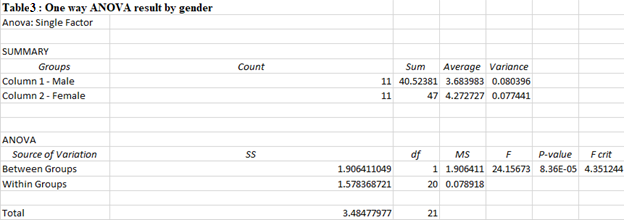 Table3 : One way ANOVA result by gender
Anova: Single Factor
SUMMARY
Groups Count Sum Average Variance
Column 1 - Male 11 40.52381 3.683983 0.080396
Column 2 - Female 11 47 4.272727 0.077441
ANOVA
Source of Variation SS df MS F P-value F crit
Between Groups 1.906411049 1 1.906411 24.15673 8.36E-05 4.351244
Within Groups 1.578368721 20 0.078918
Total 3.48477977 21